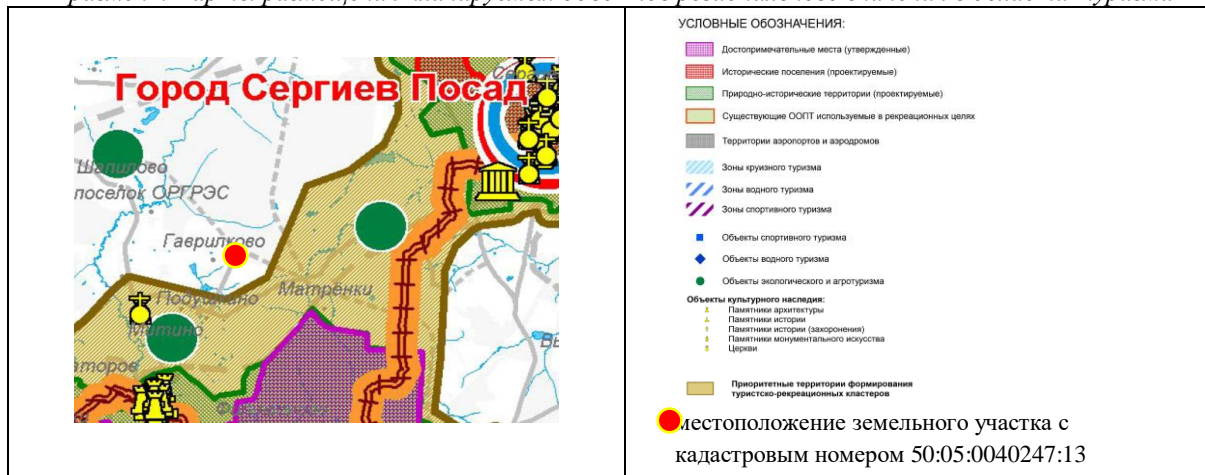 Город Сергиев Посад
Шапилово
поселок ОРГРЭС
Гаврилково
Подушкино
Матрёнки
Митино
УСЛОВНЫЕ ОБОЗНАЧЕНИЯ:
Достопримечательные места (утвержденные)
Исторические поселения (проектируемые)
Природно-исторические территории (проектируемые)
Существующие ООПТ используемые в рекреационных целях
Территории аэропортов и аэродромов
Зоны круизного туризма
Зоны водного туризма
Зоны спортивного туризма
Объекты спортивного туризма
Объекты водного туризма
Объекты экологического и агротуризма
Объекты культурного наследия:
Памятники архитектуры
Памятники истории
Памятники истории (захоронения)
Памятники монументального искусства
Церкви
Приоритетные территории формирования
туристско-рекреационных кластеров
местоположение земельного участка с
кадастровым номером 50:05:0040247:13